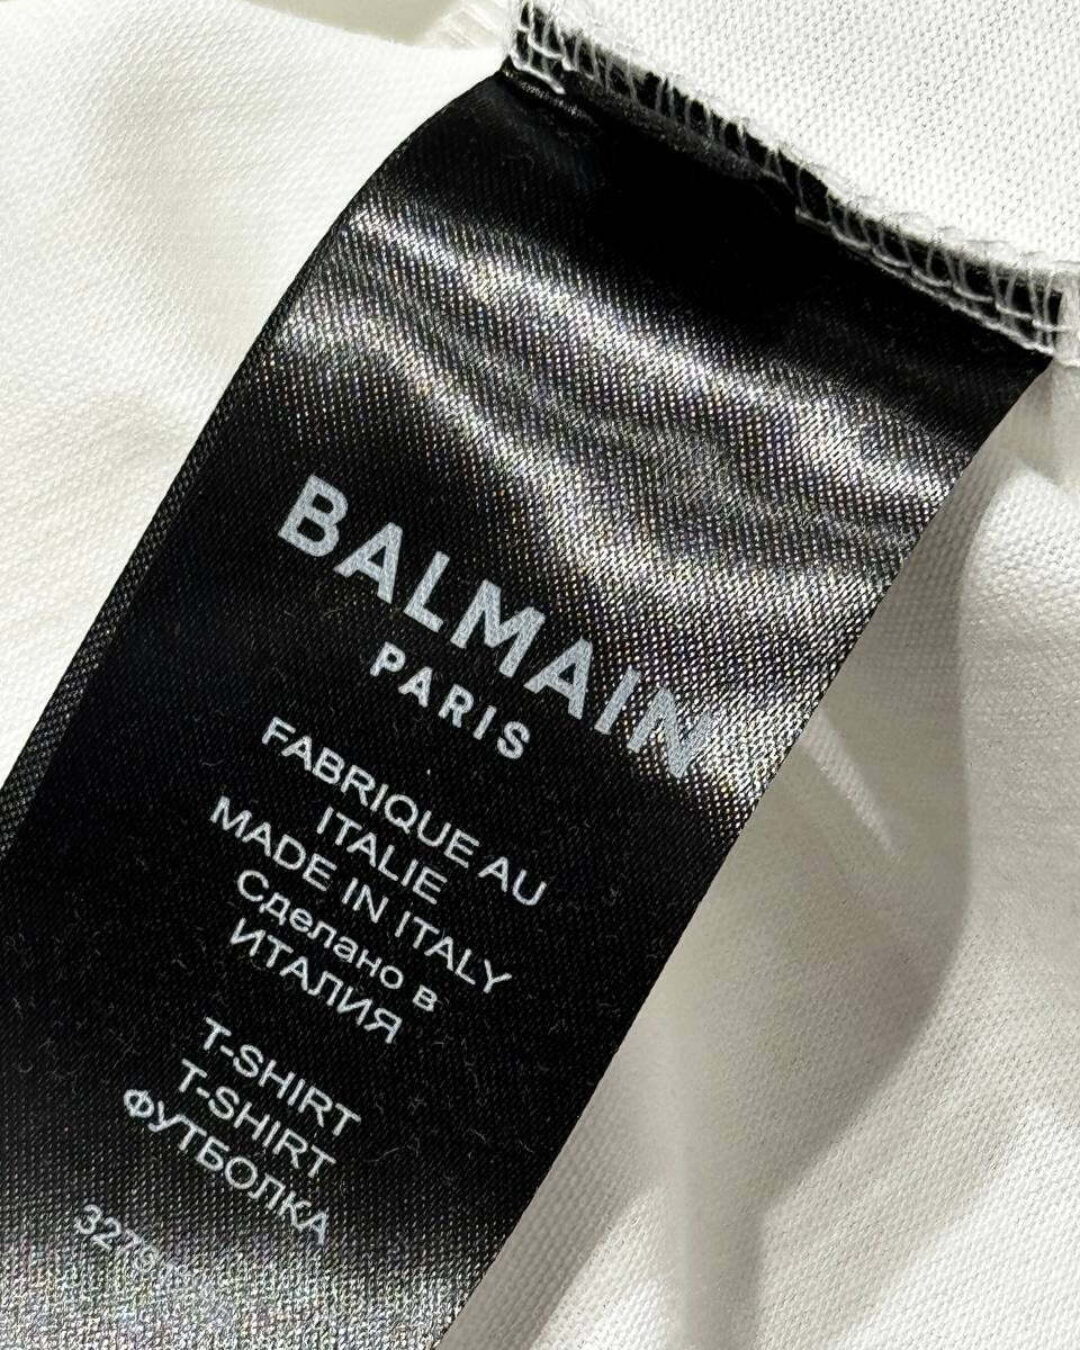 BALMAIN
PARIS
FABRIQUE AU
ITALIE
MADE IN ITALY
Сделано в
ИТАЛИЯ
T-SHIRT
T-SHIRT
ФУТБОЛКА